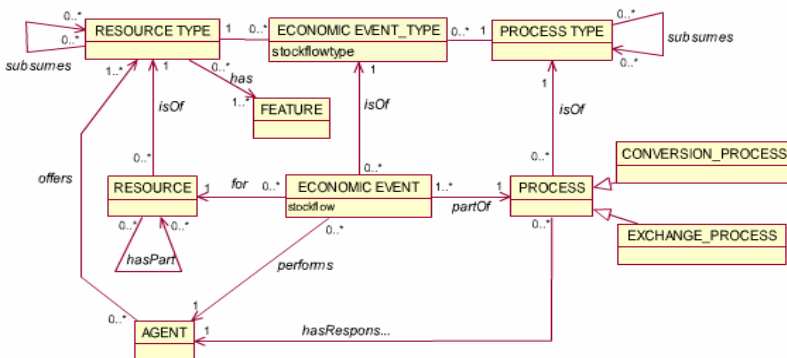 0..*
0..*
subsumes
RESOURCE TYPE
1
0..*
ECONOMIC EVENT_TYPE
stockflowtype
0..*
1
PROCESS TYPE
0..*
0..*
subsumes
1..*
1
0..*
has
1..*
FEATURE
1
isOf
1
isOf
isOf
0..*
0..*
0..*
CONVERSION_PROCESS
offers
RESOURCE
1
for
0..*
ECONOMIC EVENT
stockflow
1..*
partOf
1
PROCESS
EXCHANGE_PROCESS
0..*
0..*
hasPart
0..*
0..*
performs
0..*
1
AGENT
1
hasRespons...